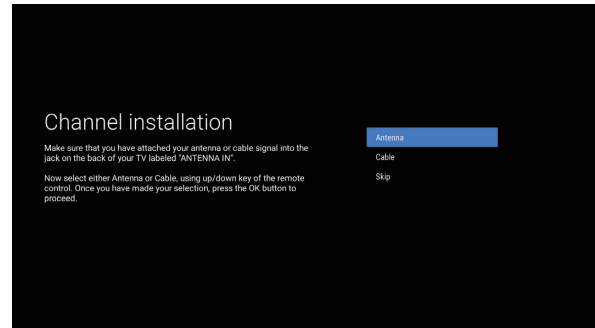 Channel installation
Make sure that you have attached your antenna or cable signal into the
jack on the back of your TV labeled "ANTENNA IN".
Now select either Antenna or Cable, using up/down key of the remote
control. Once you have made your selection, press the OK button to
proceed.
Antenna
Cable
Skip